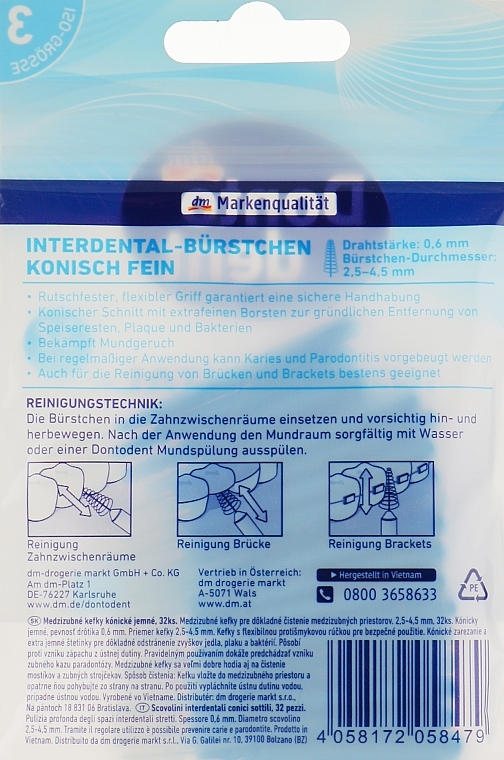 3
ISO-GRÖSSE
dm Markenqualität
INTERDENTAL-BÜRSTCHEN
KONISCH FEIN
Drahtstärke: 0,6 mm
Bürstchen-Durchmesser:
2,5–4,5 mm
• Rutschfester, flexibler Griff garantiert eine sichere Handhabung
• Konischer Schnitt mit extrafeinen Borsten zur gründlichen Entfernung von
Speiseresten, Plaque und Bakterien
• Bekämpft Mundgeruch
• Bei regelmäßiger Anwendung kann Karies und Parodontitis vorgebeugt werden
• Auch für die Reinigung von Brücken und Brackets bestens geeignet
REINIGUNGSTECHNIK:
Die Bürstchen in die Zahnzwischenräume einsetzen und vorsichtig hin- und
herbewegen. Nach der Anwendung den Mundraum sorgfältig mit Wasser
oder einer Dontodent Mundspülung ausspülen.
Reinigung
Zahnzwischenräume
Reinigung Brücke
Reinigung Brackets
dm-drogerie markt GmbH + Co. KG
Am dm-Platz 1
DE-76227 Karlsruhe
www.dm.de/dontodent
Vertrieb in Österreich:
dm drogerie markt
A-5071 Wals
www.dm.at
Hergestellt in Vietnam
0800 3658633
PE
SK Medzizubné kefky kónické jemné, 32ks. Medzizubné kefky pre dôkladné čistenie medzizubných priestorov. 2,5-4,5 mm, 32ks. Kónicky
jemné, pevnosť drôtika 0,6 mm. Priemer kefky 2,5-4,5 mm. Kefky s flexibilnou protišmykovou rúčkou pre bezpečné použitie. Kónické zarezanie a
extra jemné štetinky pre dôkladné odstránenie zvyškov jedla, plaku a baktérií. Pôsobí
proti vzniku zápachu z ústnej dutiny. Pravidelným používaním dokáže predchádzať vzniku
zubného kazu parodontózy. Medzizubné kefky sa veľmi dobre hodia aj na čistenie
mostíkov a zubných strojčekov. Spôsob čistenia: Kefku vložte do medzizubného priestoru a
opatrne ňou pohybujte zo strany na stranu. Po použití vypláchnite ústnu dutinu vodou,
prípadne ústnou vodou. Vyrobené vo Vietname. Distribútor: dm drogerie markt, s.r.o.,
Na pántoch 18 831 06 Bratislava. IT Scovolini interdentali conici sottili, 32 pezzi.
Pulizia profonda degli spazi interdentali stretti. Spessore 0,6 mm. Diametro scovolino
2,5-4,5 mm. Tramite il regolare utilizzo è possibile prevenire carie e parodontite. Prodotto in
Vietnam. Distribuito da dm drogerie markt s.r.l., Via G. Galilei nr. 10, 39100 Bolzano (BZ)
4 058172 058479